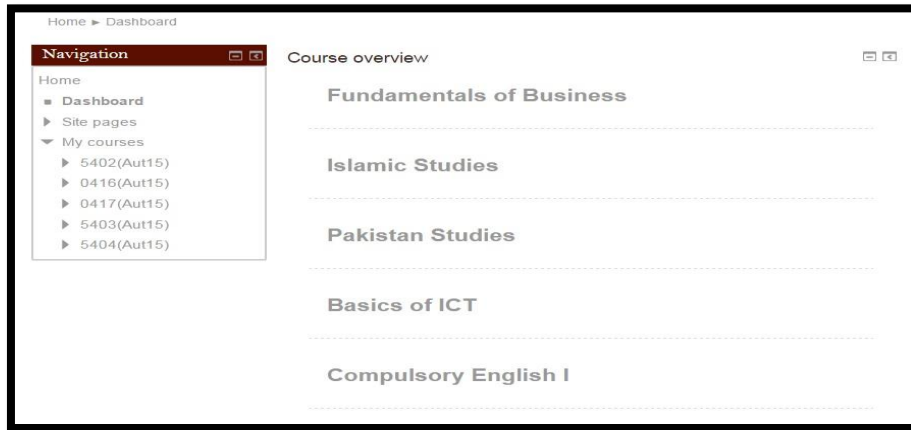 Home ► Dashboard
Navigation
Home
Dashboard
Site pages
My courses
5402(Aut15)
0416(Aut15)
0417(Aut15)
5403(Aut15)
5404(Aut15)
Course overview
Fundamentals of Business
Islamic Studies
Pakistan Studies
Basics of ICT
Compulsory English I